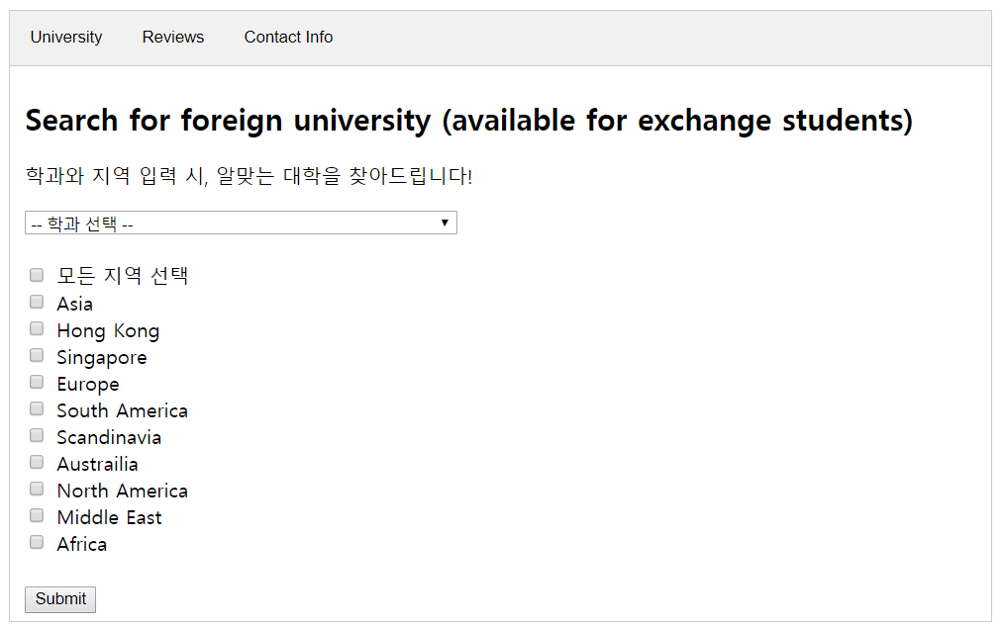 University Reviews Contact Info
Search for foreign university (available for exchange students)
학과와 지역 입력 시, 알맞는 대학을 찾아드립니다!
-- 학과 선택 --
모든 지역 선택
Asia
Hong Kong
Singapore
Europe
South America
Scandinavia
Austrailia
North America
Middle East
Africa
Submit